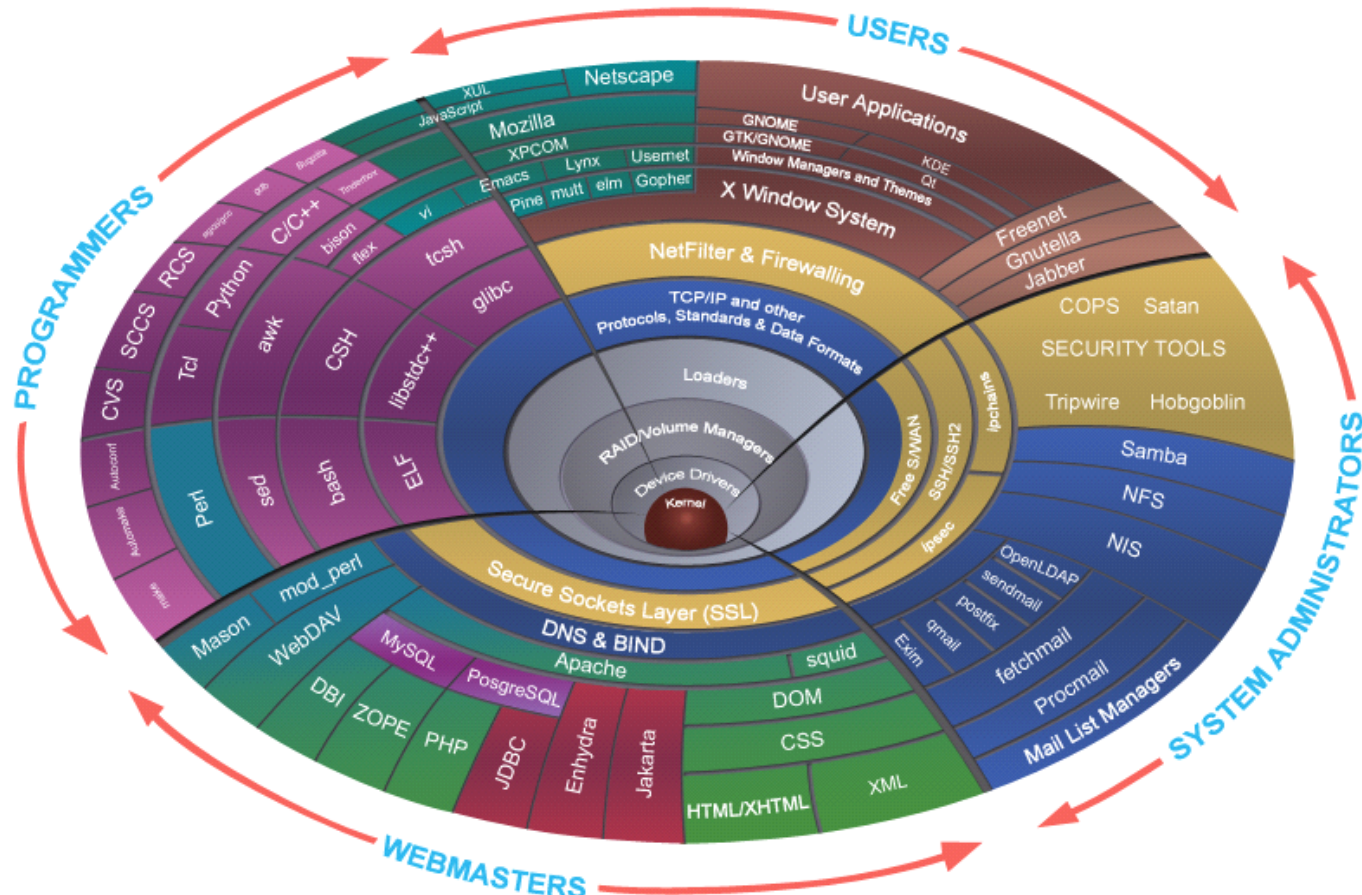 USERS
PROGRAMMERS
SYSTEM ADMINISTRATORS
WEBMASTERS
XUL
JavaScript
Netscape
Mozilla
XPCOM
Emacs
Lynx
Usernet
vi
Pine
mutt
elm
Gopher
User Applications
GNOME
KDE
GTK/GNOME
Qt
Window Managers and Themes
X Window System
Freenet
Gnutella
Jabber
NetFilter & Firewalling
TCP/IP and other
Protocols, Standards & Data Formats
Loaders
RAID/Volume Managers
Device Drivers
Kernel
Free S/WAN
SSH/SSH2
ipchains
ipsec
COPS
Satan
SECURITY TOOLS
Tripwire
Hobgoblin
Samba
NFS
NIS
OpenLDAP
sendmail
postfix
qmail
Exim
fetchmail
Procmail
Mail List Managers
Bugzilla
gdb
egcs/gcc
RCS
SCCS
CVS
Autoconf
Automake
make
Tinderbox
C/C++
Python
Tcl
Perl
bison
flex
awk
sed
tcsh
CSH
bash
glibc
libstdc++
ELF
Secure Sockets Layer (SSL)
DNS & BIND
Apache
squid
mod_perl
Mason
WebDAV
MySQL
PosgreSQL
DBI
ZOPE
PHP
JDBC
Enhydra
Jakarta
DOM
CSS
HTML/XHTML
XML